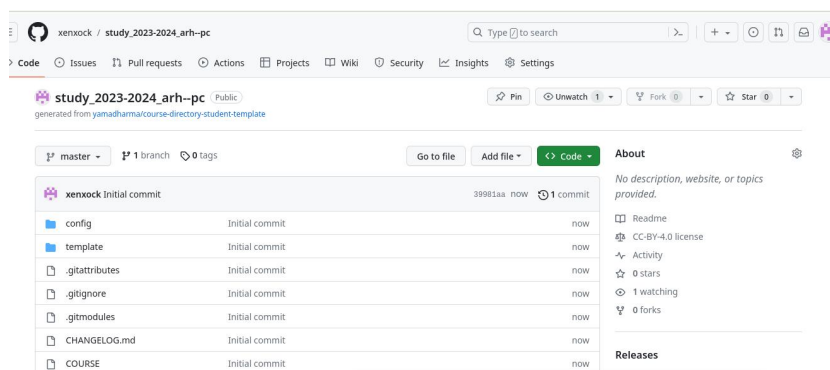 xenxock / study_2023-2024_arh--pc
Type / to search
Code Issues Pull requests Actions Projects Wiki Security Insights Settings
study_2023-2024_arh--pc Public
Pin Unwatch 1 Fork 0 Star 0
generated from yamadharma/course-directory-student-template
master 1 branch 0 tags Go to file Add file Code
xenxock Initial commit 39981aa now 1 commit
config Initial commit now
template Initial commit now
.gitattributes Initial commit now
.gitignore Initial commit now
.gitmodules Initial commit now
CHANGELOG.md Initial commit now
COURSE Initial commit now
About
No description, website, or topics
provided.
Readme
CC-BY-4.0 license
Activity
0 stars
1 watching
0 forks
Releases